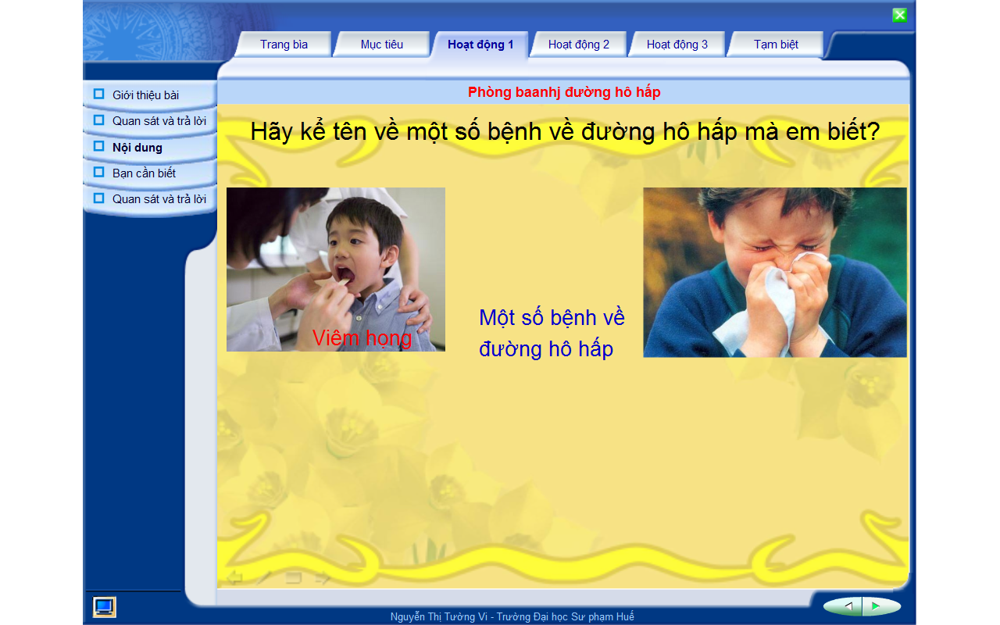 Trang bìa
Mục tiêu
Hoạt động 1
Hoạt động 2
Hoạt động 3
Tạm biệt
Giới thiệu bài
Quan sát và trả lời
Nội dung
Bạn cần biết
Quan sát và trả lời
Phòng baanhj đường hô hấp
Hãy kể tên về một số bệnh về đường hô hấp mà em biết?
Viêm họng
Một số bệnh về
đường hô hấp
Nguyễn Thị Tường Vi - Trường Đại học Sư phạm Huế